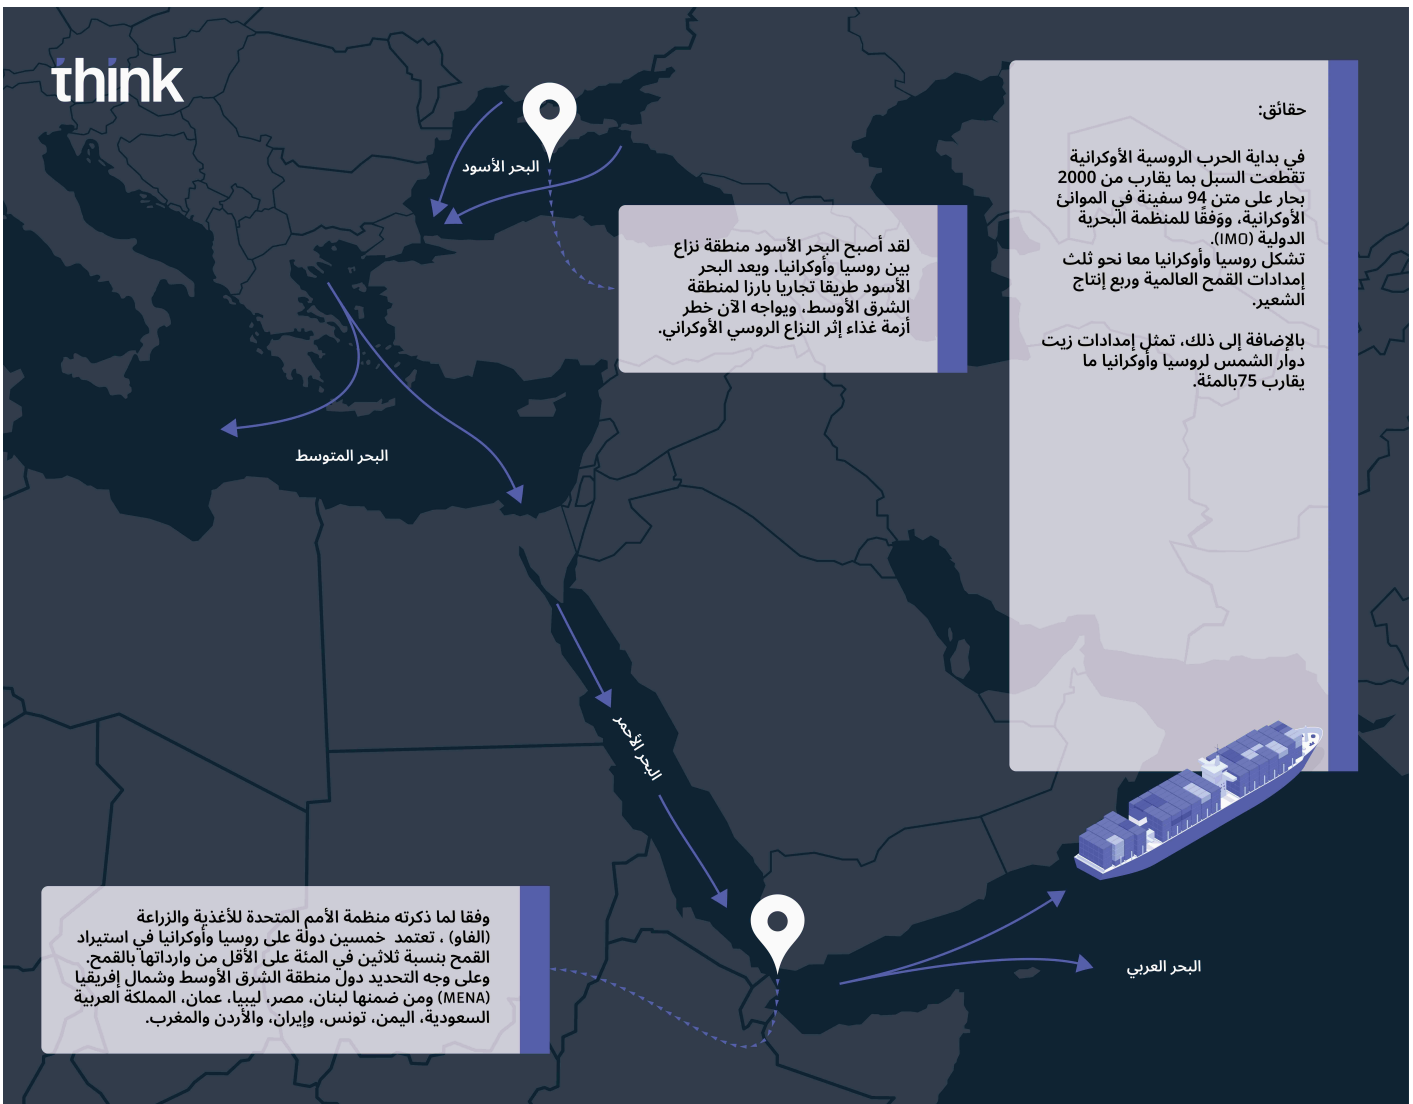 think
حقائق:
في بداية الحرب الروسية الأوكرانية
تقطعت السبل بما يقارب من 2000
بحار على متن 94 سفينة في الموانئ
الأوكرانية، ووَفقًا للمنظمة البحرية
الدولية (IMO).
تشكل روسيا وأوكرانيا معا نحو ثلث
إمدادات القمح العالمية وربع إنتاج
الشعير.
بالإضافة إلى ذلك، تمثل إمدادات زيت
دوار الشمس لروسيا وأوكرانيا ما
يقارب 75بالمئة.
البحر الأسود
لقد أصبح البحر الأسود منطقة نزاع
بين روسيا وأوكرانيا. ويعد البحر
الأسود طريقا تجاريا بارزا لمنطقة
الشرق الأوسط، ويواجه الآن خطر
أزمة غذاء إثر النزاع الروسي الأوكراني.
البحر المتوسط
البحر الأحمر
وفقا لما ذكرته منظمة الأمم المتحدة للأغذية والزراعة
(الفاو) ، تعتمد خمسين دولة على روسيا وأوكرانيا في استيراد
القمح بنسبة ثلاثين في المئة على الأقل من وارداتها بالقمح.
وعلى وجه التحديد دول منطقة الشرق الأوسط وشمال إفريقيا
(MENA) ومن ضمنها لبنان، مصر، ليبيا، عمان، المملكة العربية
السعودية، اليمن، تونس، وإيران، والأردن والمغرب.
البحر العربي